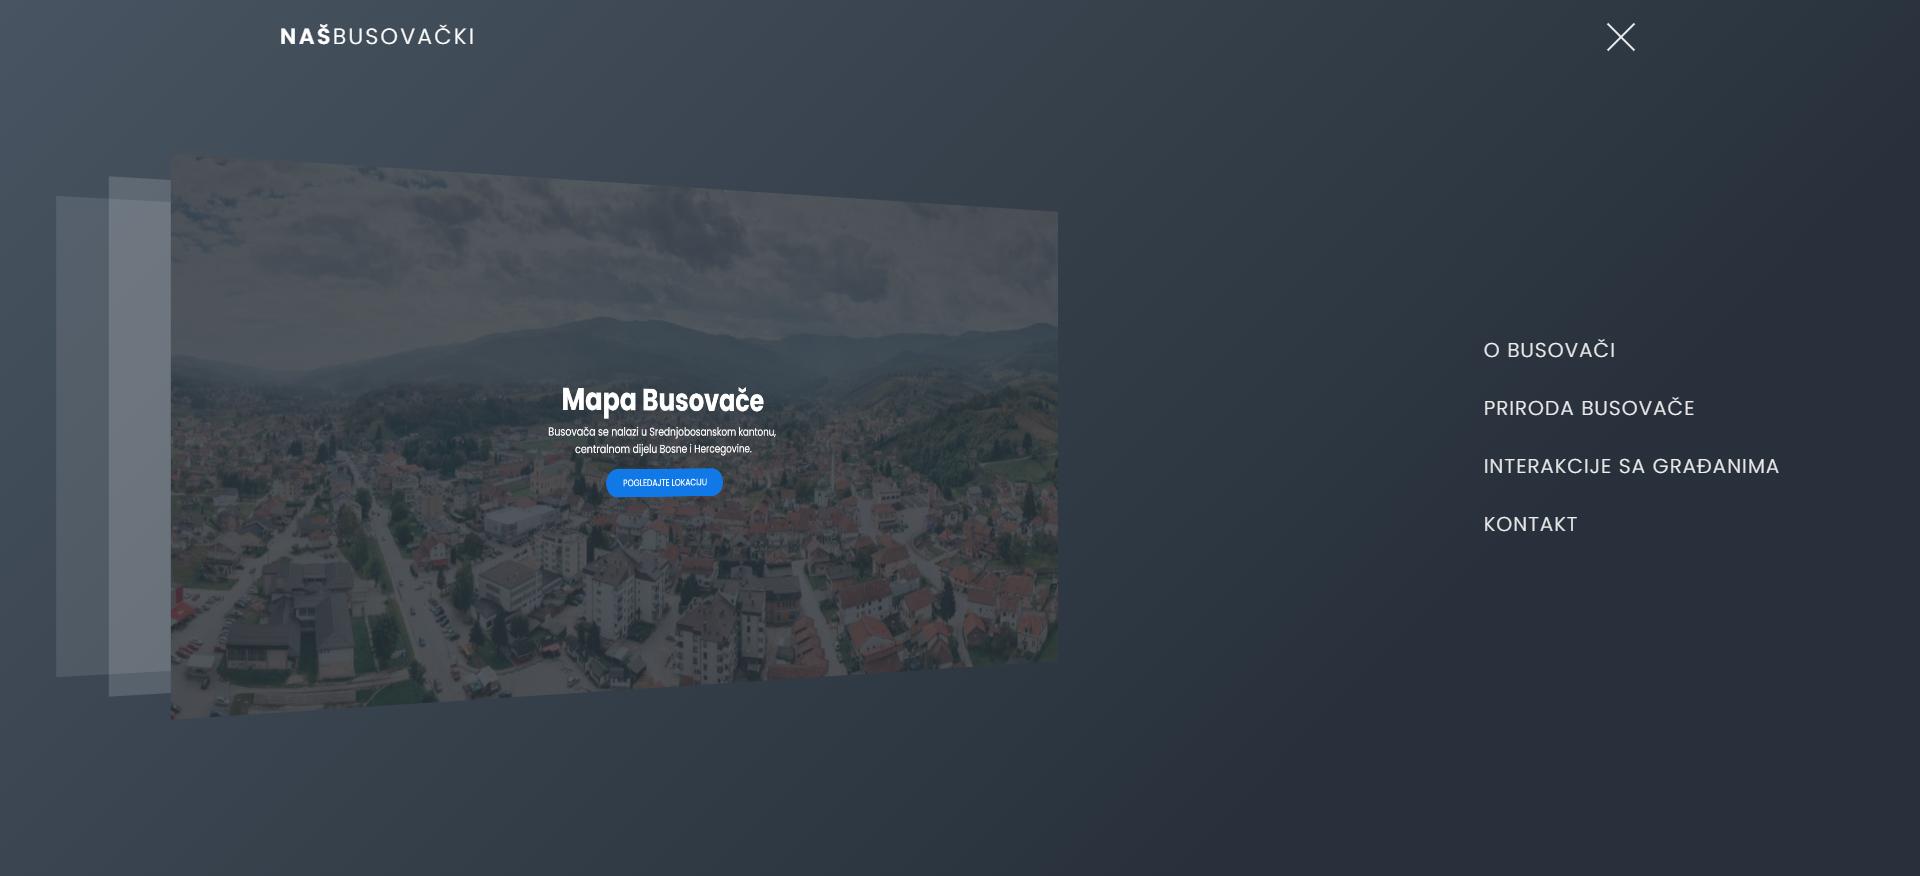 NAŠBUSOVAČKI
Mapa Busovače
Busovača se nalazi u Srednjobosanskom kantonu,
centralnom dijelu Bosne i Hercegovine.
POGLEDAJTE LOKACIJU
O BUSOVAČI
PRIRODA BUSOVAČE
INTERAKCIJE SA GRAĐANIMA
KONTAKT